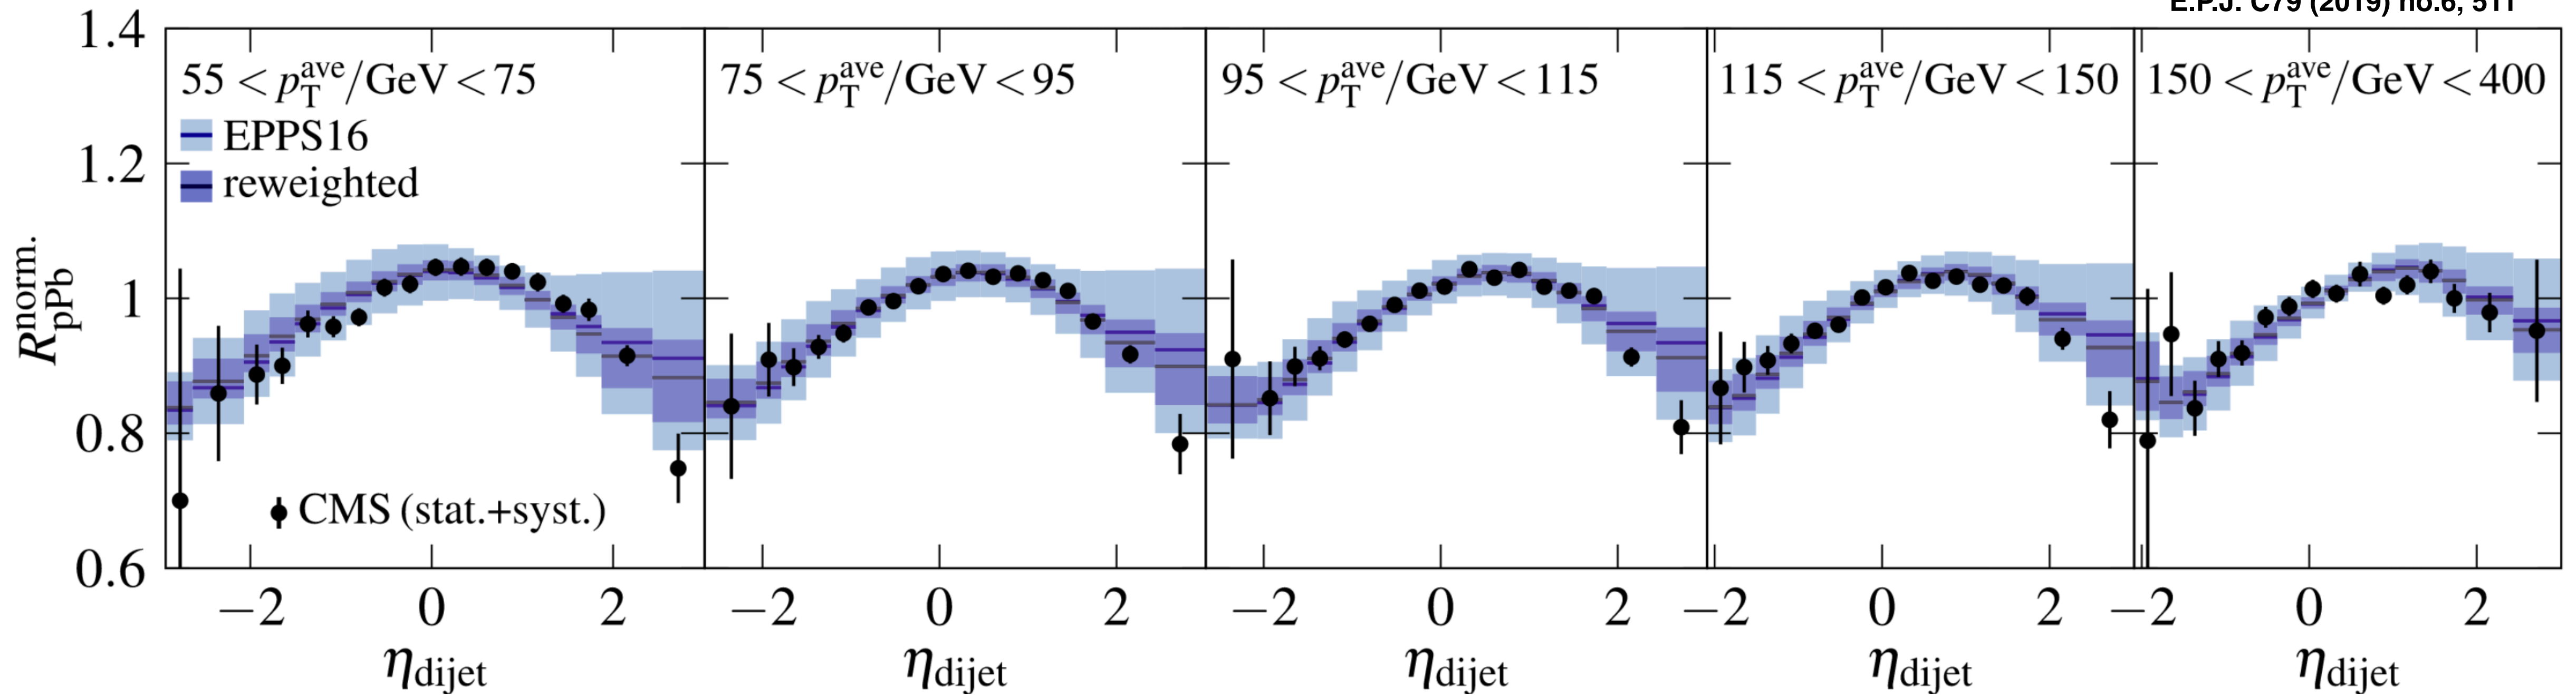 E.P.J. C79 (2019) no.6, 511
55 < p_T^ave/GeV < 75
75 < p_T^ave/GeV < 95
95 < p_T^ave/GeV < 115
115 < p_T^ave/GeV < 150
150 < p_T^ave/GeV < 400
EPPS16
reweighted
CMS (stat.+syst.)
R_pPb^norm.
1.4
1.2
1
0.8
0.6
−2 0 2 −2 0 2 −2 0 2 −2 0 2 −2 0 2
η_dijet η_dijet η_dijet η_dijet η_dijet